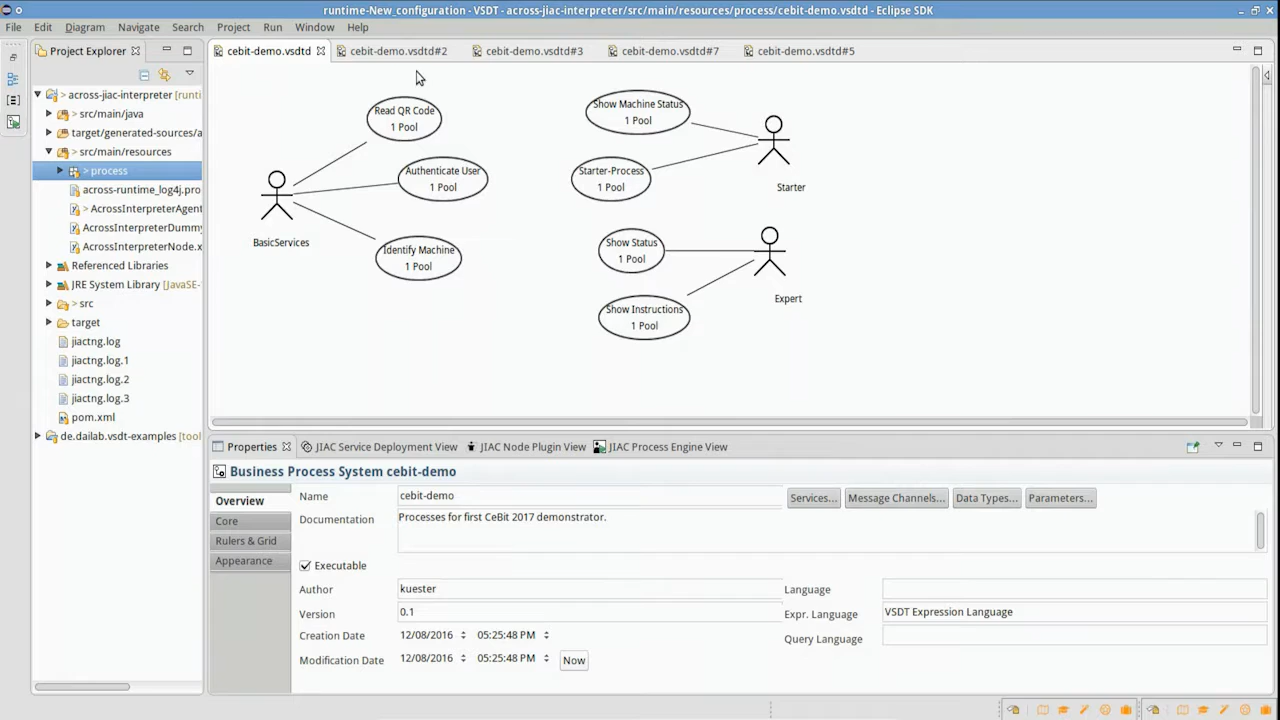 runtime-New_configuration - VSDT - across-jiac-interpreter/src/main/resources/process/cebit-demo.vsdtd - Eclipse SDK
File Edit Diagram Navigate Search Project Run Window Help
Project Explorer
cebit-demo.vsdtd
cebit-demo.vsdtd#2
cebit-demo.vsdtd#3
cebit-demo.vsdtd#7
cebit-demo.vsdtd#5
across-jiac-interpreter [runti
> src/main/java
target/generated-sources/a
> src/main/resources
> process
across-runtime_log4j.pro
> AcrossInterpreterAgent
AcrossInterpreterDummy
AcrossInterpreterNode.x
Referenced Libraries
JRE System Library [JavaSE-
> src
target
jiactng.log
jiactng.log.1
jiactng.log.2
jiactng.log.3
pom.xml
de.dailab.vsdt-examples [tool
Read QR Code
1 Pool
Authenticate User
1 Pool
Identify Machine
1 Pool
BasicServices
Show Machine Status
1 Pool
Starter-Process
1 Pool
Starter
Show Status
1 Pool
Show Instructions
1 Pool
Expert
Properties
JIAC Service Deployment View
JIAC Node Plugin View
JIAC Process Engine View
Business Process System cebit-demo
Overview
Core
Rulers & Grid
Appearance
Name cebit-demo
Services... Message Channels... Data Types... Parameters...
Documentation Processes for first CeBit 2017 demonstrator.
Executable
Author kuester
Language
Version 0.1
Expr. Language VSDT Expression Language
Creation Date 12/08/2016 05:25:48 PM
Query Language
Modification Date 12/08/2016 05:25:48 PM Now